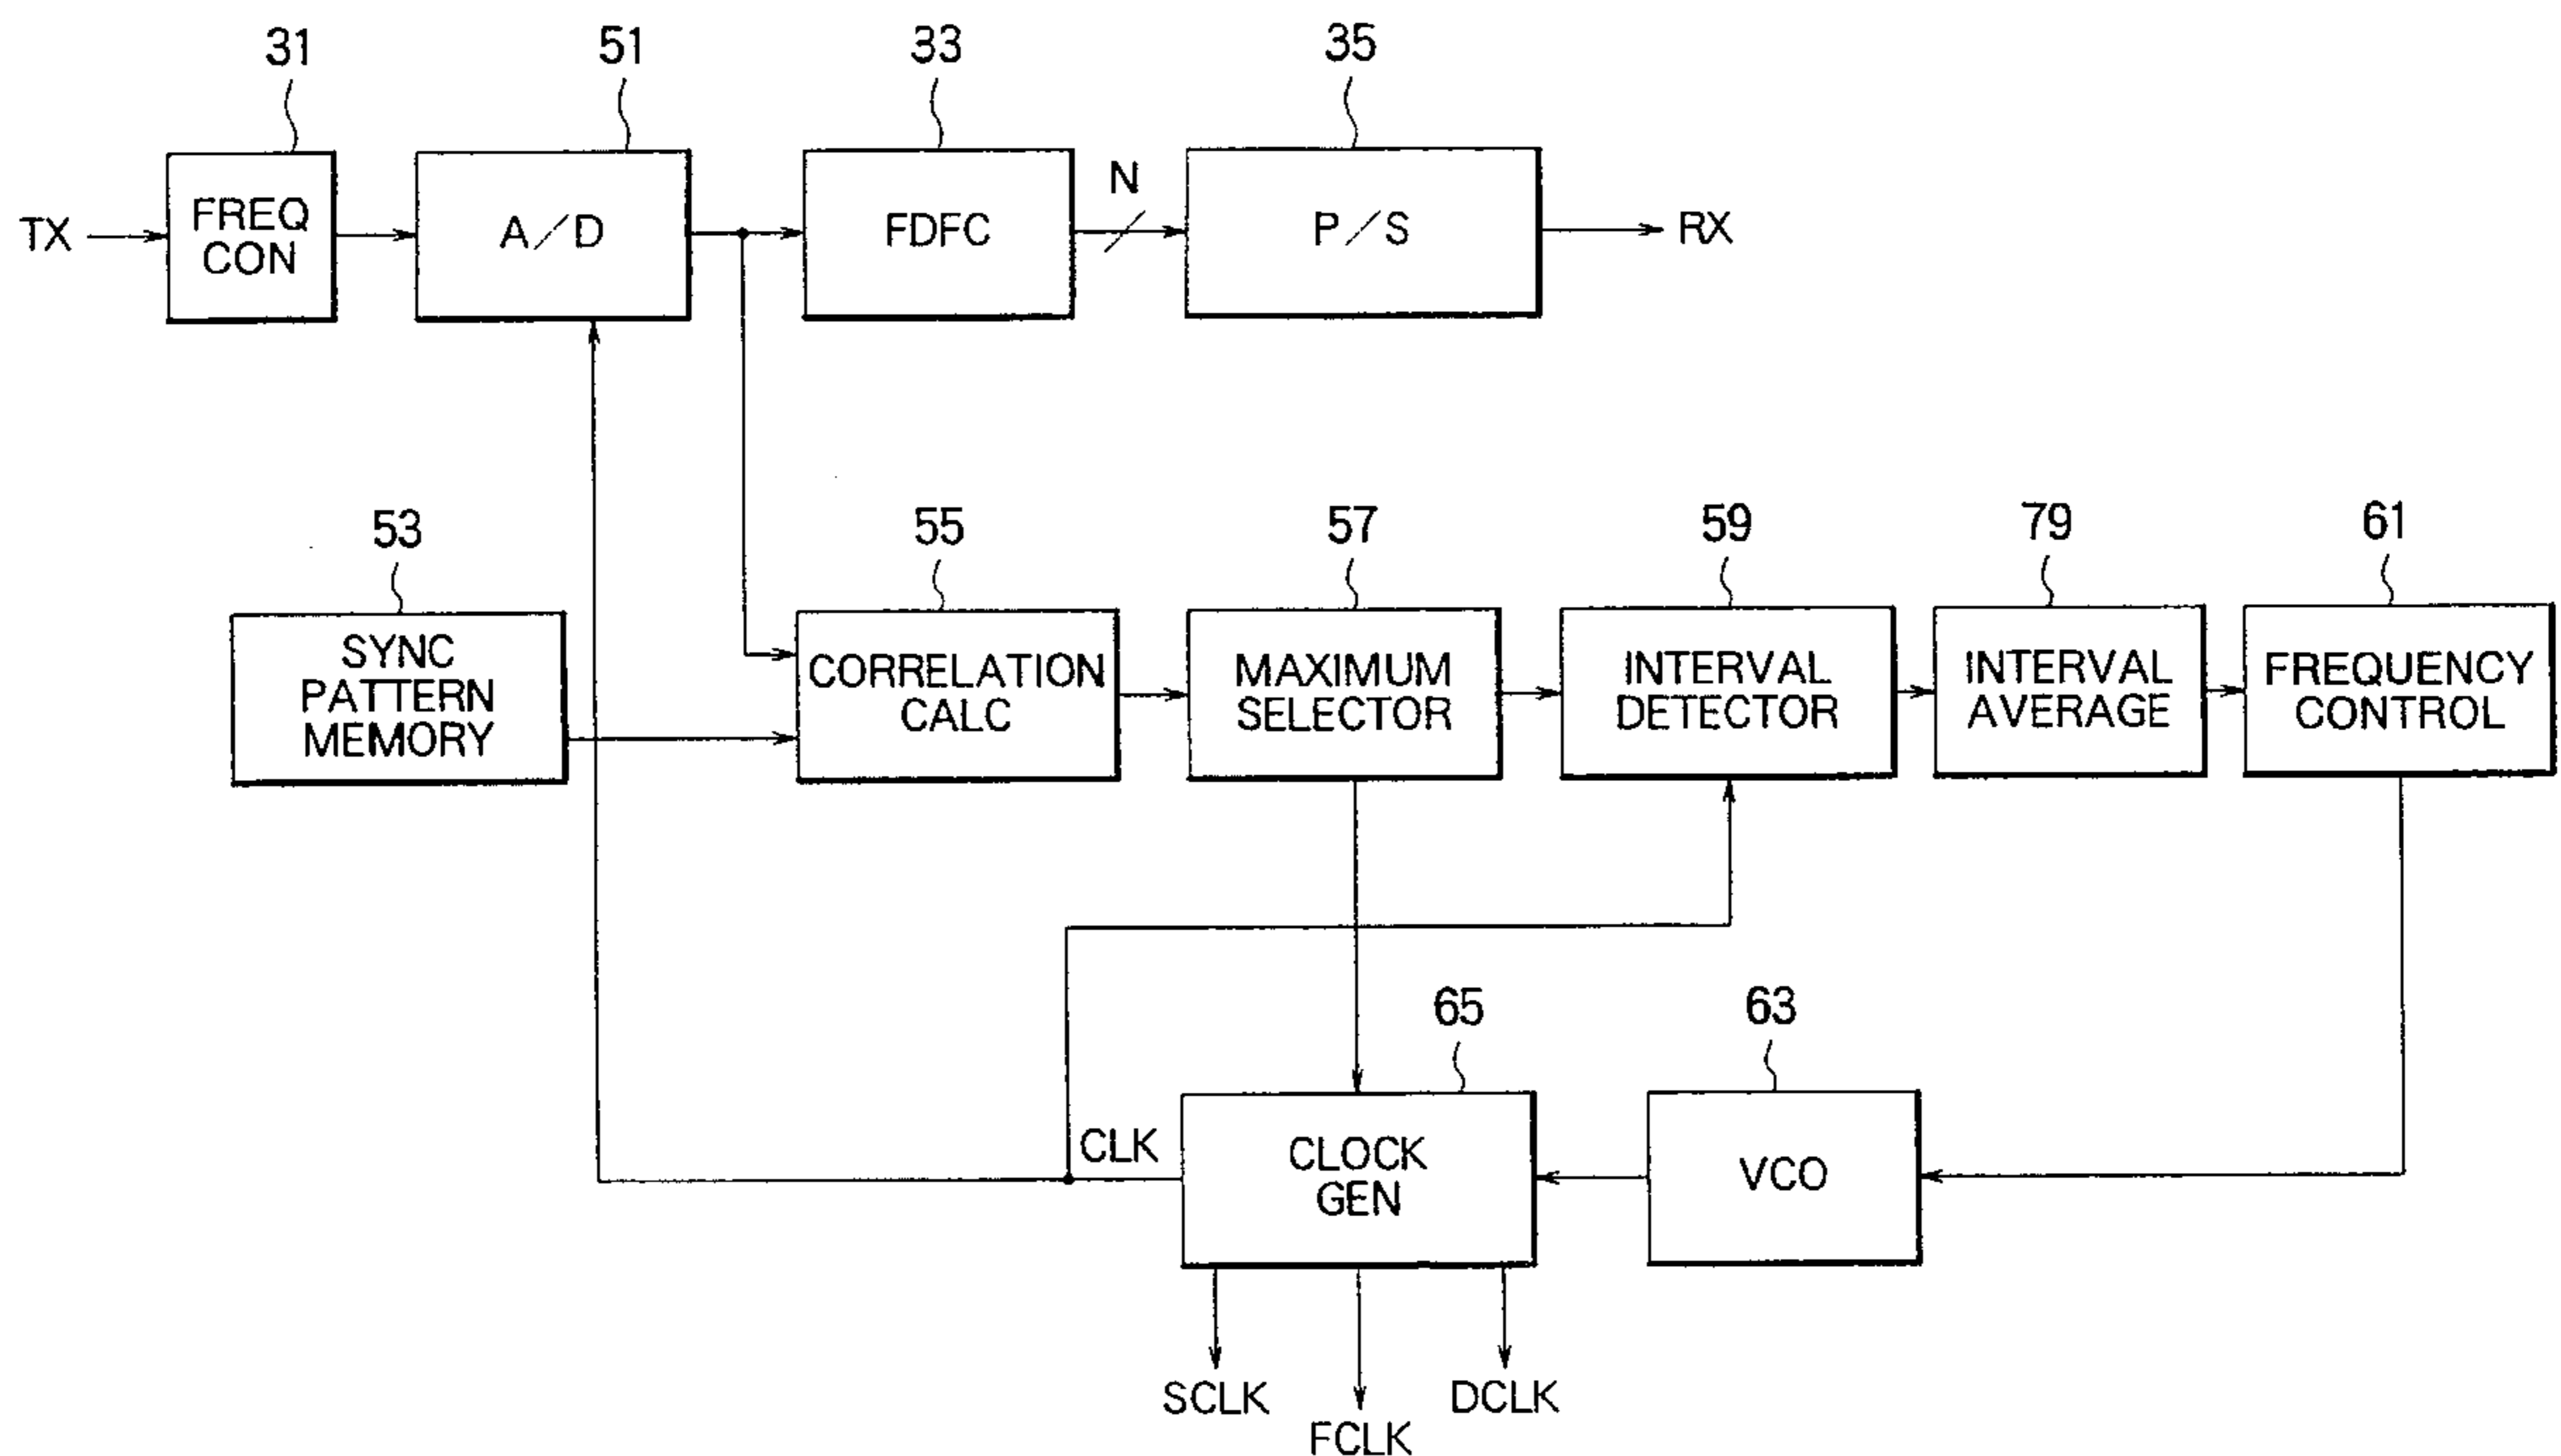 31
51
33
35
TX
FREQ
CON
A/D
FDFC
N
P/S
RX
53
55
57
59
79
61
SYNC
PATTERN
MEMORY
CORRELATION
CALC
MAXIMUM
SELECTOR
INTERVAL
DETECTOR
INTERVAL
AVERAGE
FREQUENCY
CONTROL
65
63
CLK
CLOCK
GEN
VCO
SCLK
FCLK
DCLK